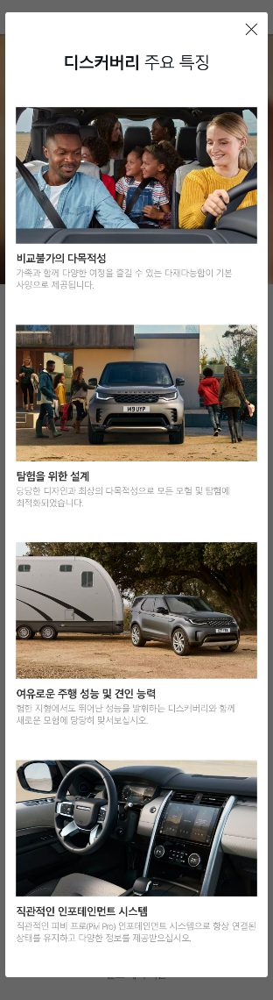 디스커버리 주요 특징
비교불가의 다목적성
가족과 함께 다양한 여정을 즐길 수 있는 다재다능함이 기본
사양으로 제공됩니다.
149 UYP
탐험을 위한 설계
당당한 디자인과 최상의 다목적성으로 모든 모험 및 탐험에
최적화되었습니다.
여유로운 주행 성능 및 견인 능력
험한 지형에서도 뛰어난 성능을 발휘하는 디스커버리와 함께
새로운 모험에 당당히 맞서보십시오.
직관적인 인포테인먼트 시스템
직관적인 피비 프로(Pivi Pro) 인포테인먼트 시스템으로 항상 연결된
상태를 유지하고 다양한 정보를 제공받으십시오.